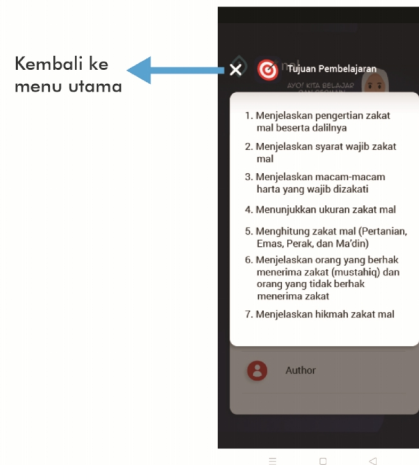 Kembali ke
menu utama
Tujuan Pembelajaran
AYO! KITA BELAJAR
1. Menjelaskan pengertian zakat
mal beserta dalilnya
2. Menjelaskan syarat wajib zakat
mal
3. Menjelaskan macam-macam
harta yang wajib dizakati
4. Menunjukkan ukuran zakat mal
5. Menghitung zakat mal (Pertanian,
Emas, Perak, dan Ma'din)
6. Menjelaskan orang yang berhak
menerima zakat (mustahiq) dan
orang yang tidak berhak
menerima zakat
7. Menjelaskan hikmah zakat mal
Author